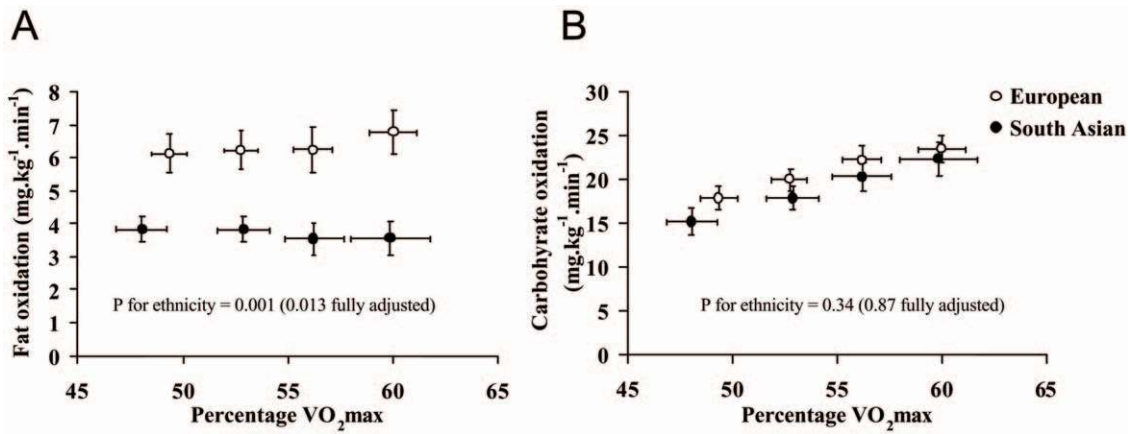 A
Fat oxidation (mg.kg-1.min-1)
8
7
6
5
4
3
2
1
0
P for ethnicity = 0.001 (0.013 fully adjusted)
45 50 55 60 65
Percentage VO2max
B
Carbohyrate oxidation
(mg.kg-1.min-1)
30
25
20
15
10
5
0
P for ethnicity = 0.34 (0.87 fully adjusted)
45 50 55 60 65
Percentage VO2max
European
South Asian